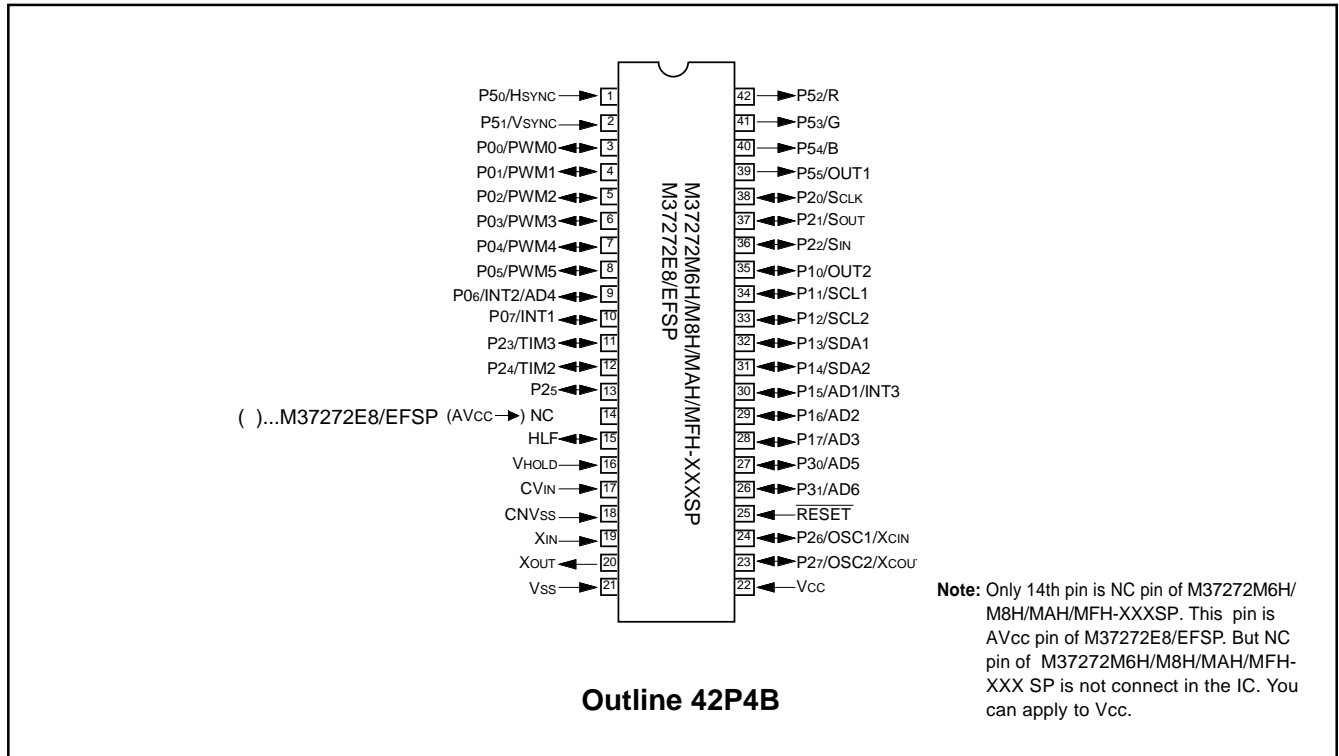 P50/HSYNC 1
P51/VSYNC 2
P00/PWM0 3
P01/PWM1 4
P02/PWM2 5
P03/PWM3 6
P04/PWM4 7
P05/PWM5 8
P06/INT2/AD4 9
P07/INT1 10
P23/TIM3 11
P24/TIM2 12
P25 13
( )...M37272E8/EFSP (AVCC→) NC 14
HLF 15
VHOLD 16
CVIN 17
CNVSS 18
XIN 19
XOUT 20
VSS 21
M37272M6H/M8H/MAH/MFH-XXXSP
M37272E8/EFSP
42 P52/R
41 P53/G
40 P54/B
39 P55/OUT1
38 P20/SCLK
37 P21/SOUT
36 P22/SIN
35 P10/OUT2
34 P11/SCL1
33 P12/SCL2
32 P13/SDA1
31 P14/SDA2
30 P15/AD1/INT3
29 P16/AD2
28 P17/AD3
27 P30/AD5
26 P31/AD6
25 RESET
24 P26/OSC1/XCIN
23 P27/OSC2/XCOU
22 VCC
Note: Only 14th pin is NC pin of M37272M6H/
M8H/MAH/MFH-XXXSP. This pin is
AVcc pin of M37272E8/EFSP. But NC
pin of M37272M6H/M8H/MAH/MFH-
XXX SP is not connect in the IC. You
can apply to Vcc.
Outline 42P4B